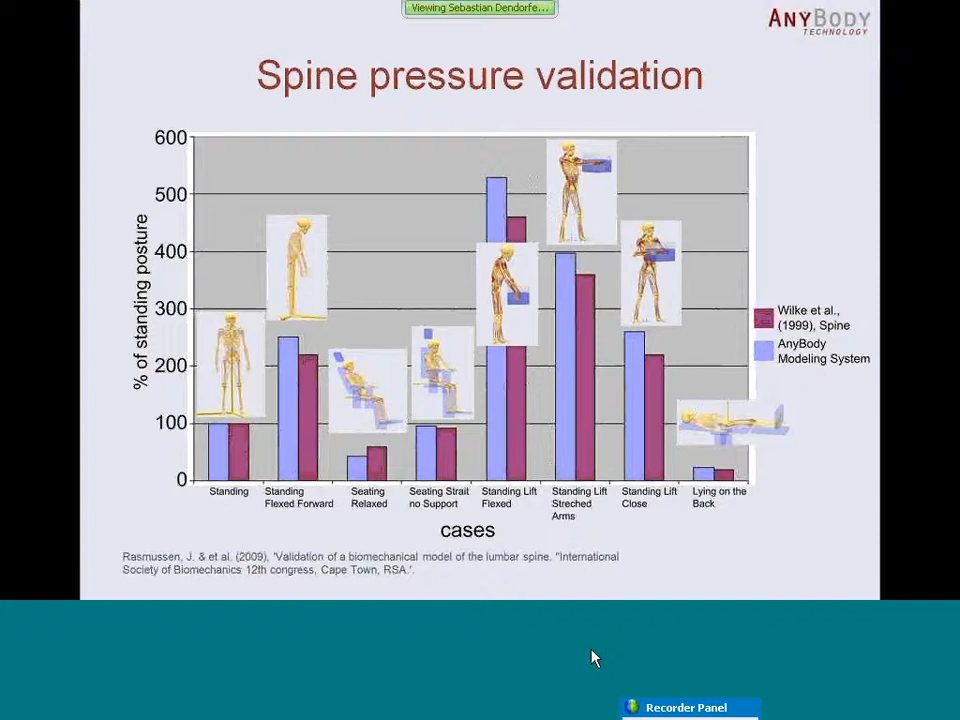 Viewing Sebastian Dendorfe...
ANYBODY
TECHNOLOGY
Spine pressure validation
600
500
400
300
200
100
0
% of standing posture
Wilke et al.,
(1999), Spine
AnyBody
Modeling System
Standing
Standing
Flexed Forward
Seating
Relaxed
Seating Strait
no Support
Standing Lift
Flexed
Standing Lift
Streched
Arms
Standing Lift
Close
Lying on the
Back
cases
Rasmussen, J. & et al. (2009), 'Validation of a biomechanical model of the lumbar spine. "International
Society of Biomechanics 12th congress, Cape Town, RSA.'.
Recorder Panel